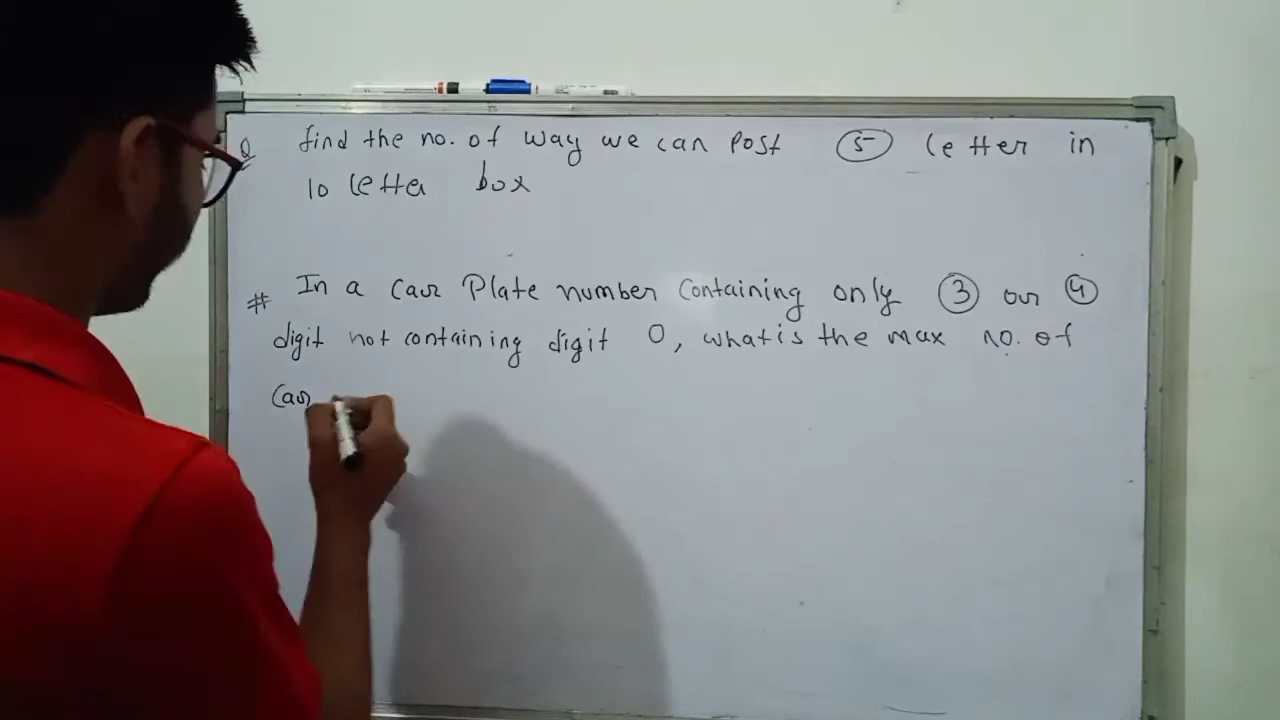 Q find the no. of way we can post 5 letter in
10 letter box
# In a car Plate number containing only 3 or 4
digit not containing digit 0, what is the max no. of
Car